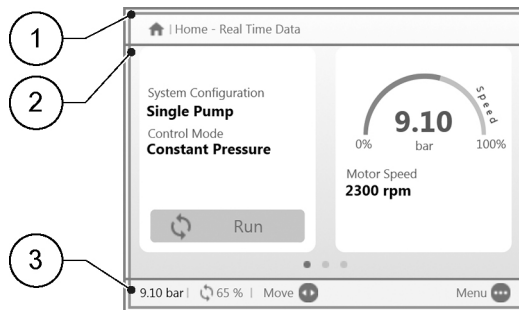 1
| Home - Real Time Data
2
System Configuration
Single Pump
Control Mode
Constant Pressure
Run
Speed
9.10
0% bar 100%
Motor Speed
2300 rpm
3
9.10 bar | 65 % | Move Menu